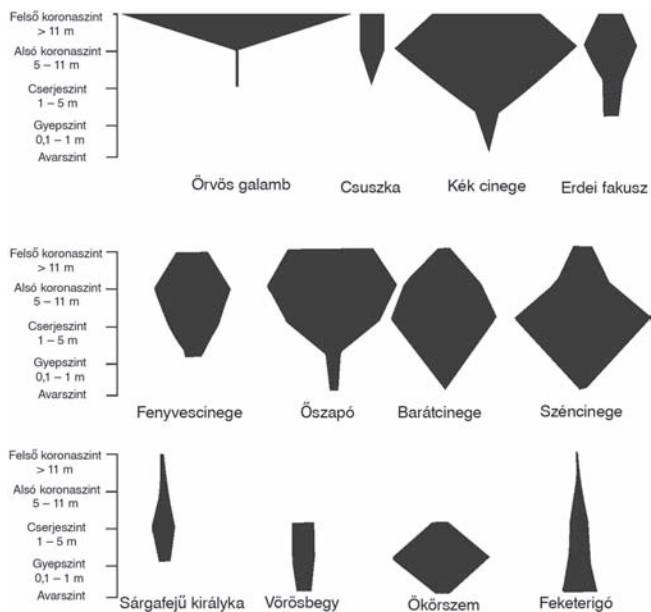 Felső koronaszint
> 11 m
Alsó koronaszint
5 – 11 m
Cserjeszint
1 – 5 m
Gyepszint
0,1 – 1 m
Avarszint
Örvös galamb
Csuszka
Kék cinege
Erdei fakusz
Felső koronaszint
> 11 m
Alsó koronaszint
5 – 11 m
Cserjeszint
1 – 5 m
Gyepszint
0,1 – 1 m
Avarszint
Fenyvescinege
Őszapó
Barátcinege
Széncinege
Felső koronaszint
> 11 m
Alsó koronaszint
5 – 11 m
Cserjeszint
1 – 5 m
Gyepszint
0,1 – 1 m
Avarszint
Sárgafejű királyka
Vörösbegy
Ökörszem
Feketerigó